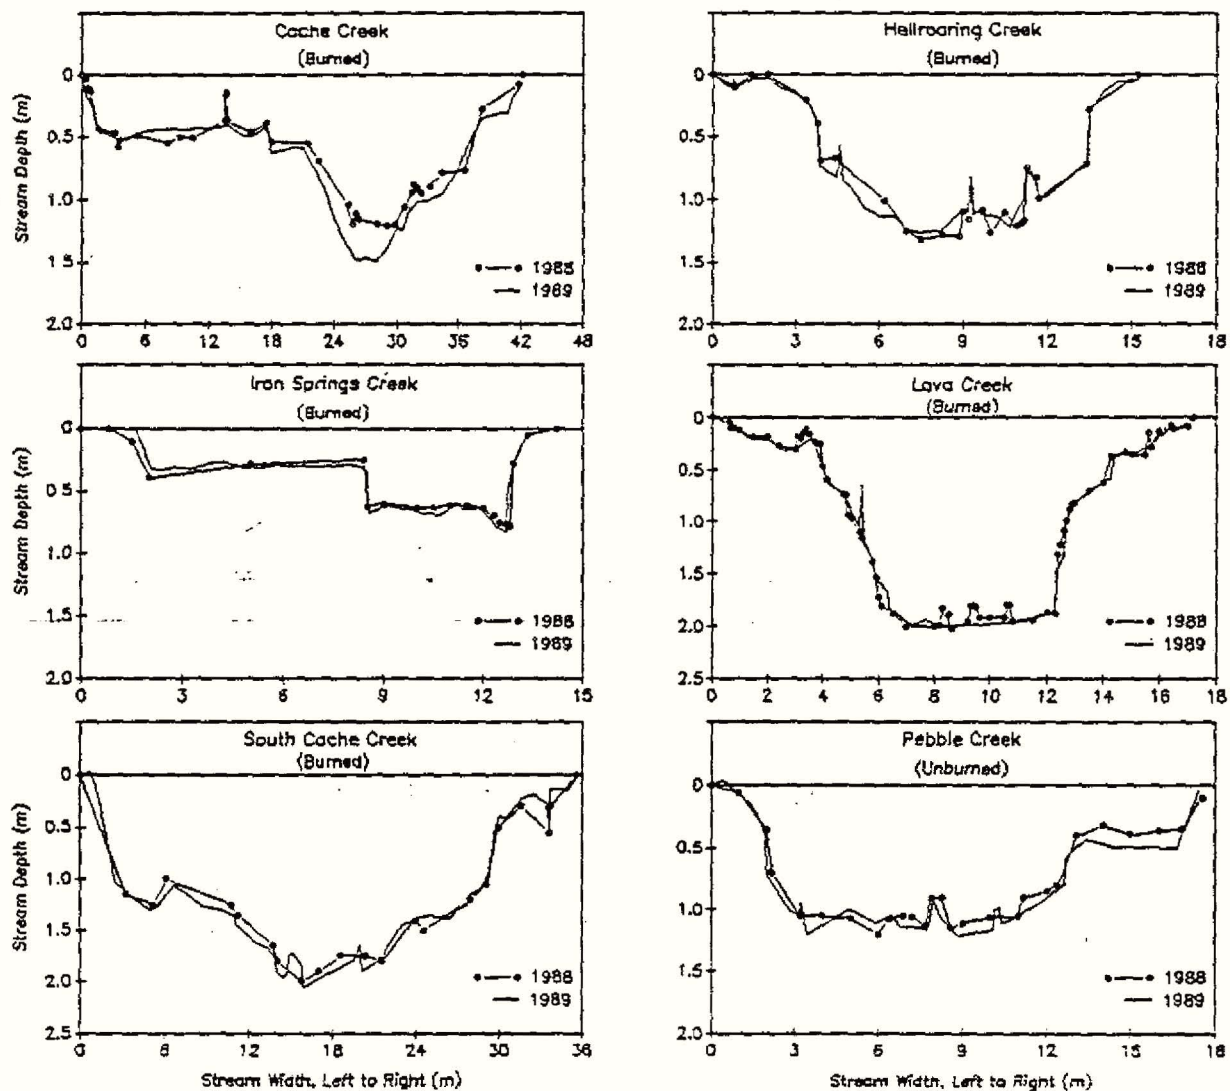 Cache Creek
(Burned)
Stream Depth (m)
0
0.5
1.0
1.5
2.0
1988
1989
0 6 12 18 24 30 36 42 48
Hellroaring Creek
(Burned)
0
0.5
1.0
1.5
2.0
1988
1989
0 3 6 9 12 15 18
Iron Springs Creek
(Burned)
Stream Depth (m)
0
0.5
1.0
1.5
2.0
1988
1989
0 3 6 9 12 15
Lava Creek
(Burned)
0
0.5
1.0
1.5
2.0
2.5
1988
1989
0 2 4 6 8 10 12 14 16 18
South Cache Creek
(Burned)
Stream Depth (m)
0
0.5
1.0
1.5
2.0
2.5
1988
1989
0 6 12 18 24 30 36
Stream Width, Left to Right (m)
Pebble Creek
(Unburned)
0
0.5
1.0
1.5
2.0
1988
1989
0 3 6 9 12 15 18
Stream Width, Left to Right (m)